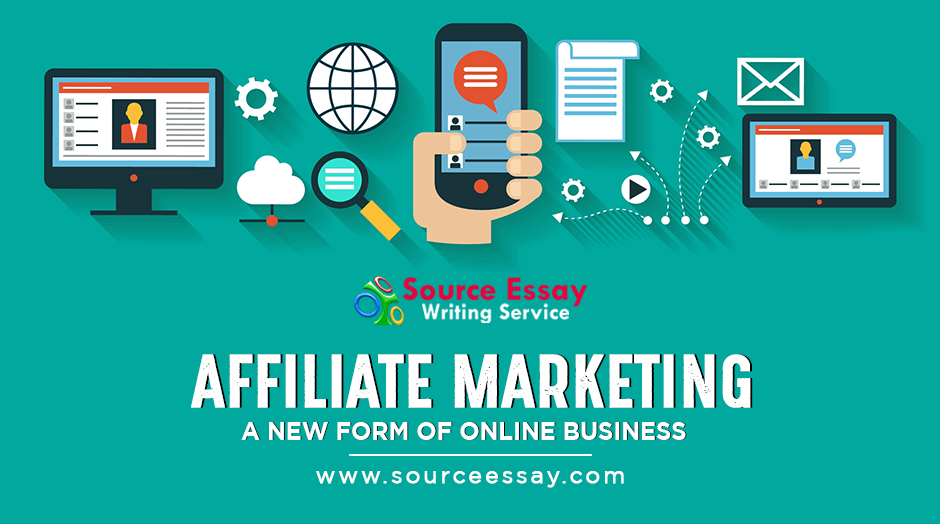 Source Essay
Writing Service
AFFILIATE MARKETING
A NEW FORM OF ONLINE BUSINESS
www.sourceessay.com